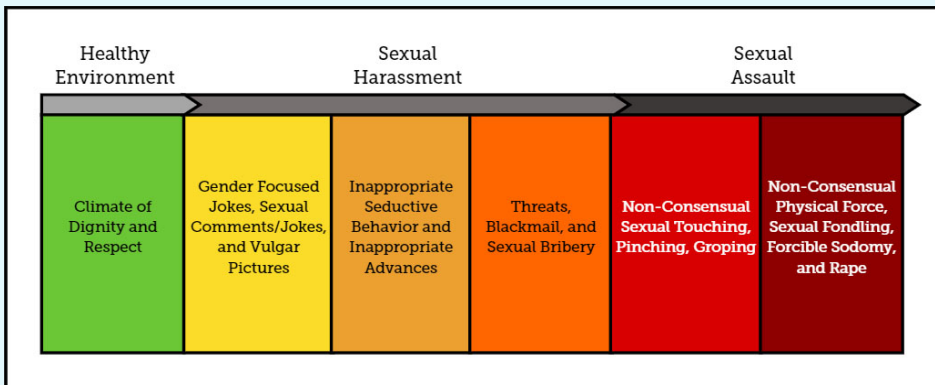 Healthy
Environment
Sexual
Harassment
Sexual
Assault
Climate of
Dignity and
Respect
Gender Focused
Jokes, Sexual
Comments/Jokes,
and Vulgar
Pictures
Inappropriate
Seductive
Behavior and
Inappropriate
Advances
Threats,
Blackmail, and
Sexual Bribery
Non-Consensual
Sexual Touching,
Pinching, Groping
Non-Consensual
Physical Force,
Sexual Fondling,
Forcible Sodomy,
and Rape